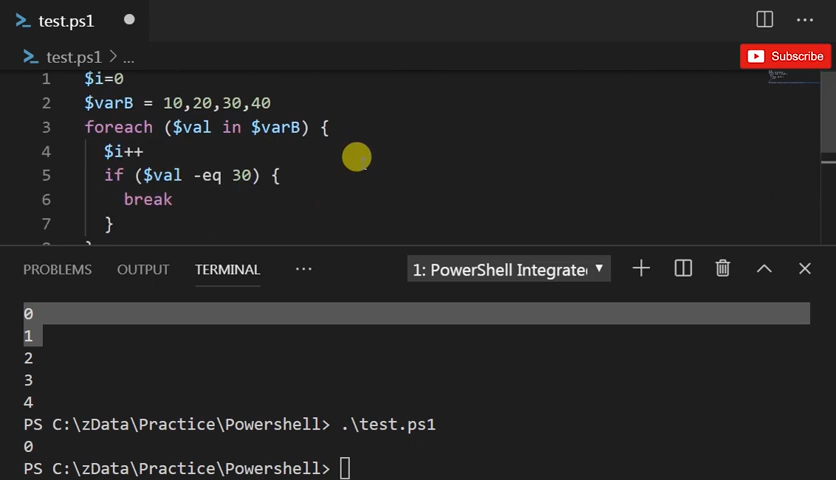 test.ps1
test.ps1 > ...
Subscribe
1 $i=0
2 $varB = 10,20,30,40
3 foreach ($val in $varB) {
4 $i++
5 if ($val -eq 30) {
6 break
7 }
PROBLEMS OUTPUT TERMINAL ... 1: PowerShell Integrate
0
1
2
3
4
PS C:\zData\Practice\Powershell> .\test.ps1
0
PS C:\zData\Practice\Powershell>